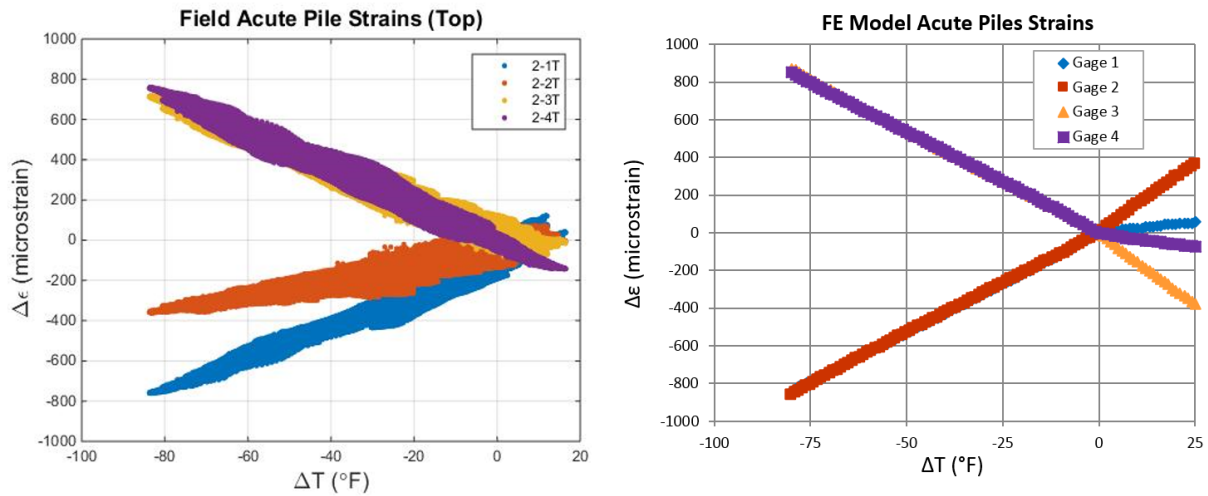 Field Acute Pile Strains (Top)
1000
800
600
400
200
0
-200
-400
-600
-800
-1000
Δϵ (microstrain)
2-1T
2-2T
2-3T
2-4T
-100
-80
-60
-40
-20
0
20
ΔT (°F)
FE Model Acute Piles Strains
1000
800
600
400
200
0
-200
-400
-600
-800
-1000
Δε (microstrain)
Gage 1
Gage 2
Gage 3
Gage 4
-100
-75
-50
-25
0
25
ΔT (°F)